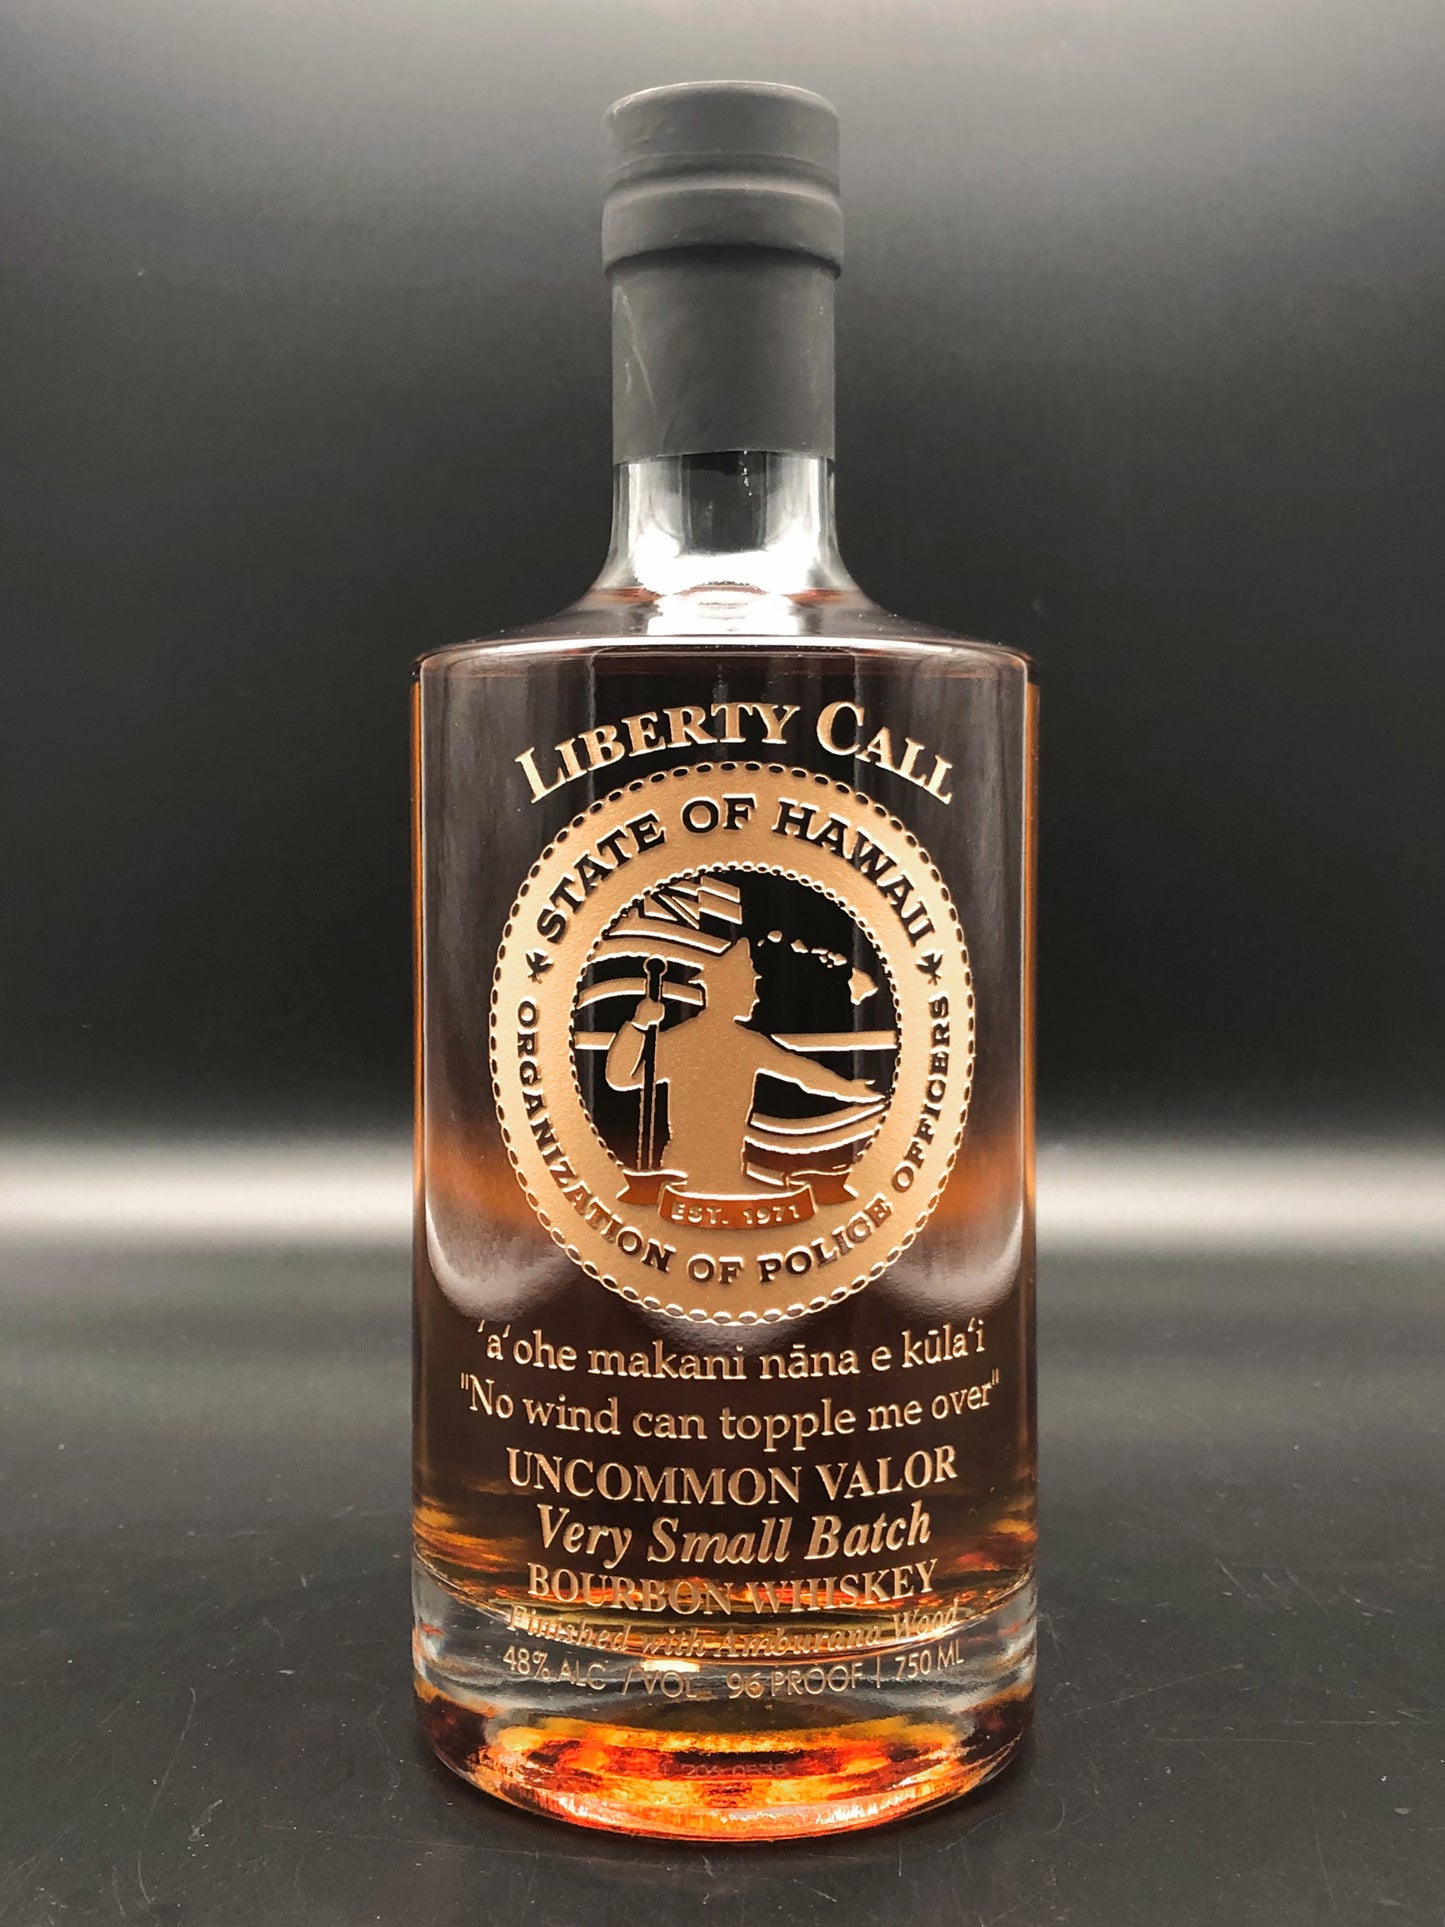 LIBERTY CALL
STATE OF HAWAII
ORGANIZATION OF POLICE OFFICERS
EST. 1971
ʻaʻohe makani nāna e kūlaʻi
"No wind can topple me over"
UNCOMMON VALOR
Very Small Batch
BOURBON WHISKEY
Finished with Amburana Wood
48% ALC / VOL 96 PROOF | 750 ML